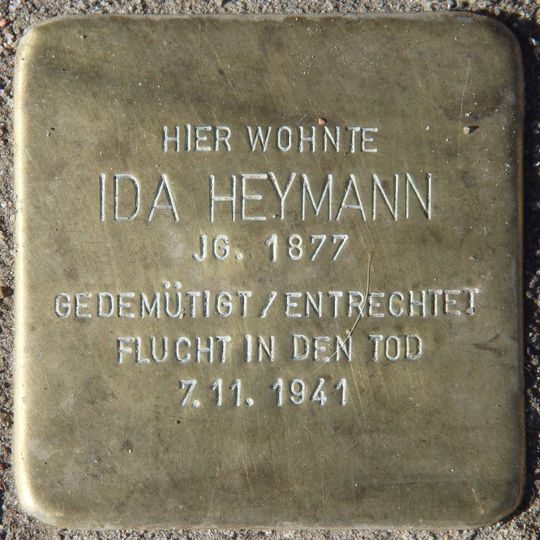 HIER WOHNTE
IDA HEYMANN
JG. 1877
GEDEMÜTIGT/ENTRECHTET
FLUCHT IN DEN TOD
7.11. 1941